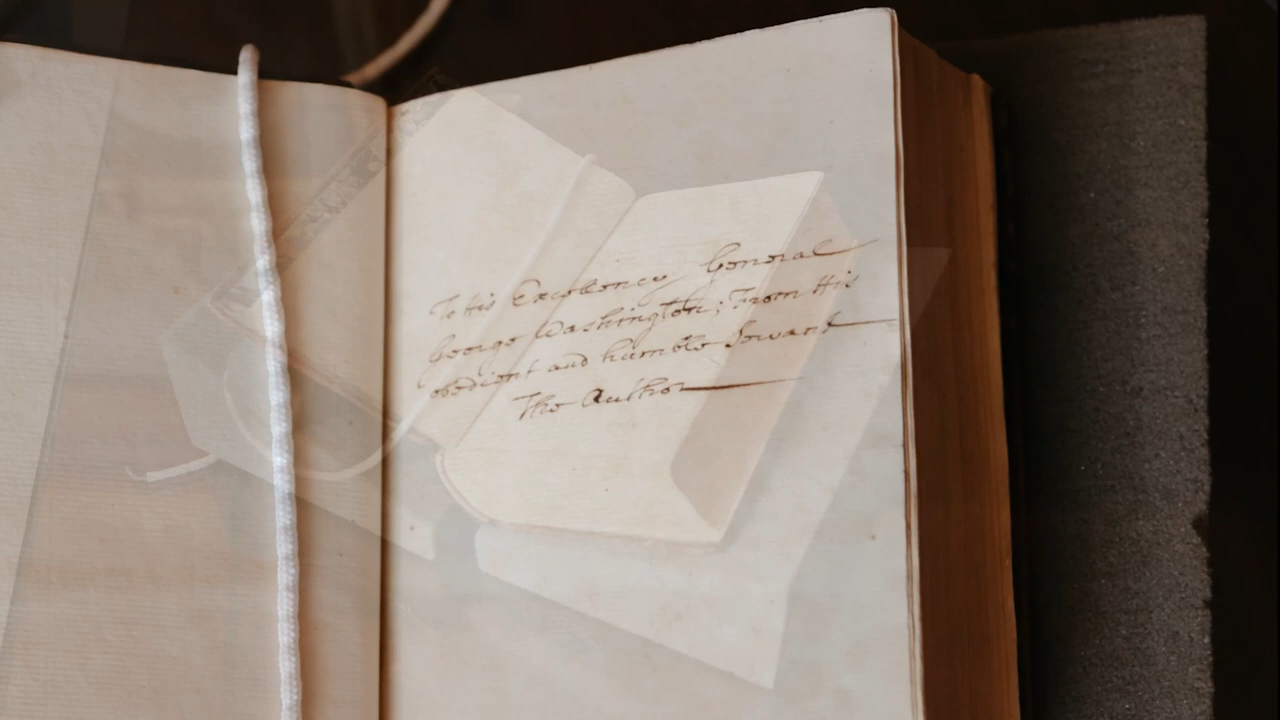 To His Excellency General
George Washington; From His
obedient and humble Servant
The Author